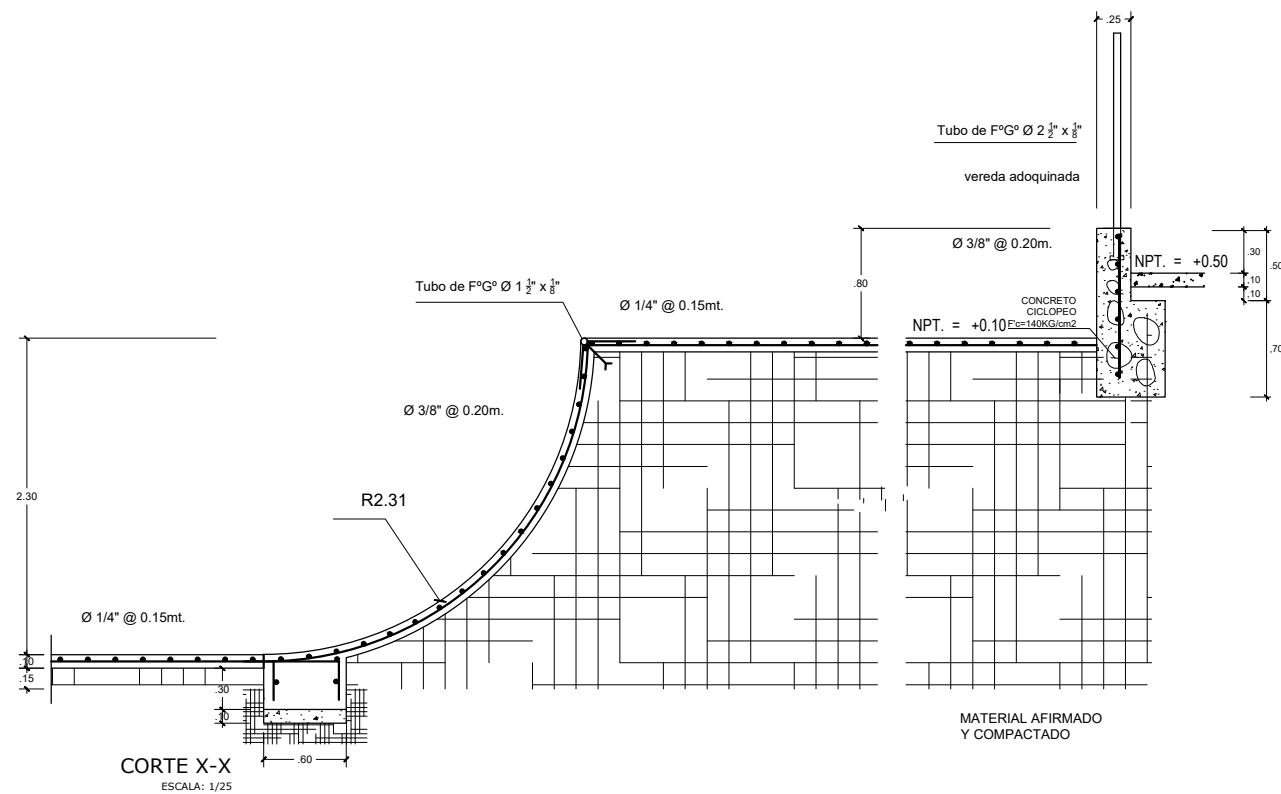 .25
Tubo de FºGº Ø 2 1/2" x 1/8"
vereda adoquinada
Ø 3/8" @ 0.20m.
NPT. = +0.50
.30
.50
.10
.10
.80
Tubo de FºGº Ø 1 1/2" x 1/8"
Ø 1/4" @ 0.15mt.
CONCRETO
CICLOPEO
F'c=140KG/cm2
NPT. = +0.10
.70
Ø 3/8" @ 0.20m.
2.30
R2.31
Ø 1/4" @ 0.15mt.
.10
.15
.30
.10
.60
MATERIAL AFIRMADO
Y COMPACTADO
CORTE X-X
ESCALA: 1/25